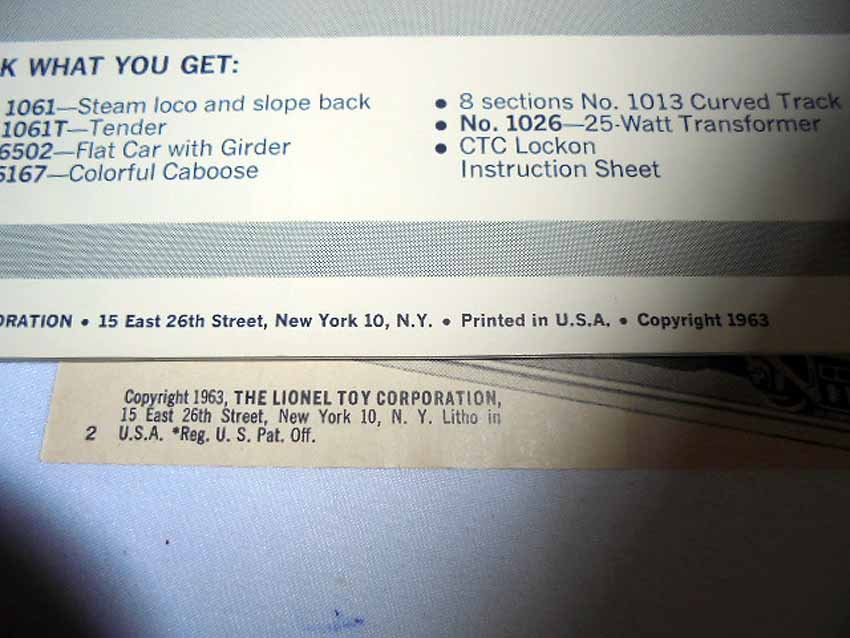 K WHAT YOU GET:
1061—Steam loco and slope back
1061T—Tender
6502—Flat Car with Girder
6167—Colorful Caboose
• 8 sections No. 1013 Curved Track
• No. 1026—25-Watt Transformer
• CTC Lockon
Instruction Sheet
ORATION • 15 East 26th Street, New York 10, N.Y. • Printed in U.S.A. • Copyright 1963
Copyright 1963, THE LIONEL TOY CORPORATION,
15 East 26th Street, New York 10, N. Y. Litho in
2 U.S.A. *Reg. U. S. Pat. Off.